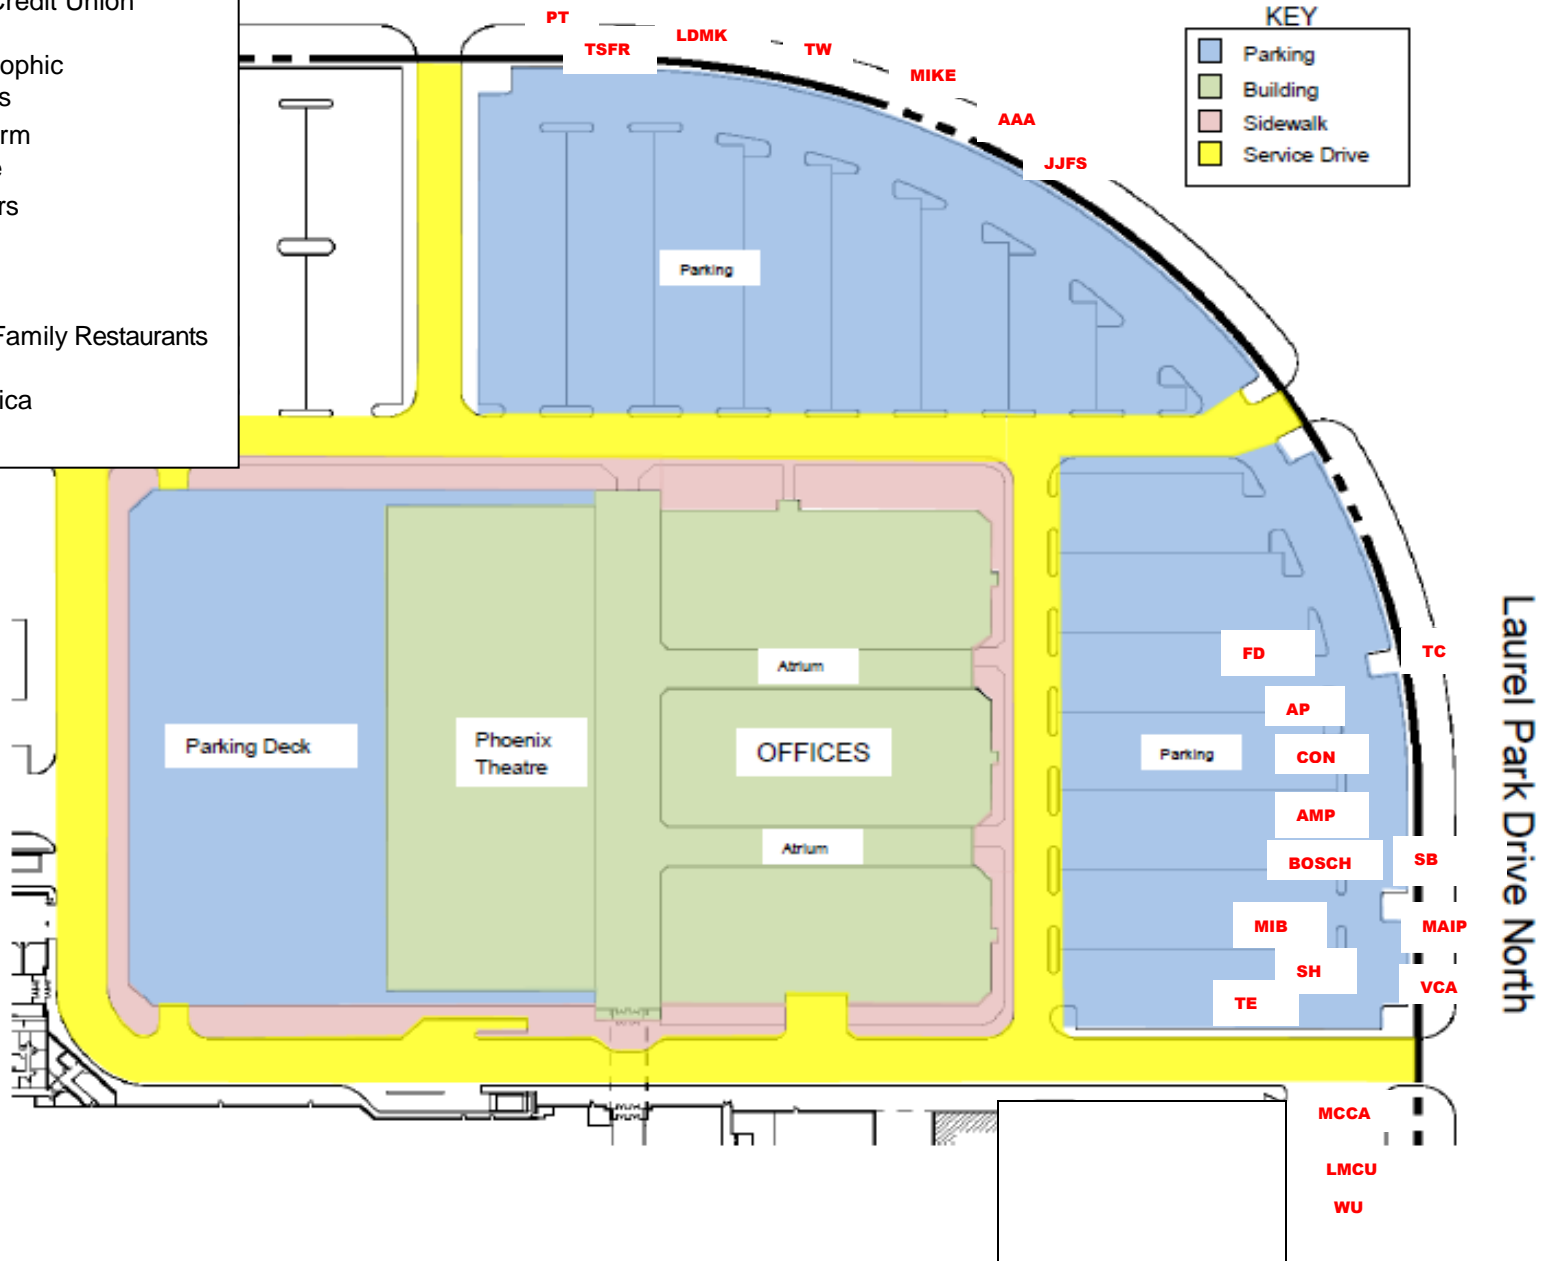 Credit Union
ophic
s
rm
e
rs
Family Restaurants
ica
PT
TSFR
LDMK
TW
MIKE
AAA
JJFS
KEY
Parking
Building
Sidewalk
Service Drive
Parking
Atrium
Parking Deck
Phoenix
Theatre
OFFICES
Atrium
Parking
FD
TC
AP
CON
AMP
BOSCH
SB
MIB
MAIP
SH
VCA
TE
Laurel Park Drive North
MCCA
LMCU
WU